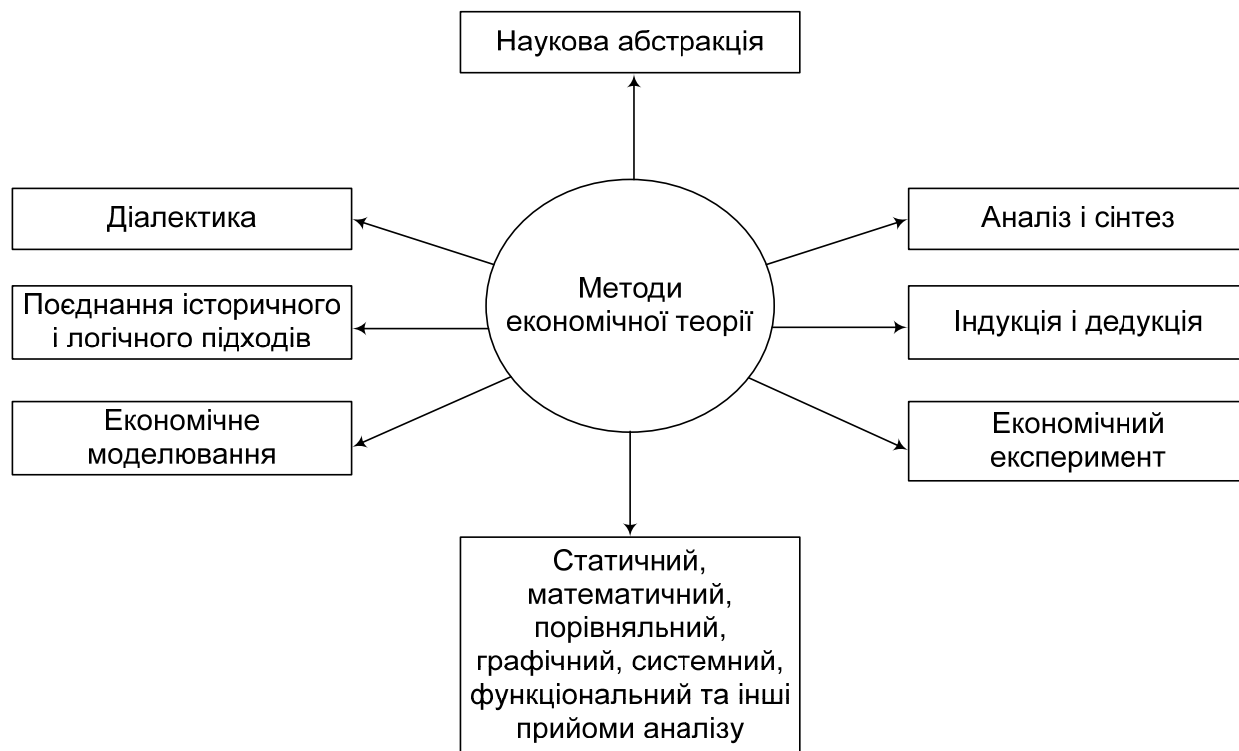 Наукова абстракція
Діалектика
Аналіз і сінтез
Поєднання історичного
і логічного підходів
Методи
економічної теорії
Індукція і дедукція
Економічне
моделювання
Економічний
експеримент
Статичний,
математичний,
порівняльний,
графічний, системний,
функціональний та інші
прийоми аналізу